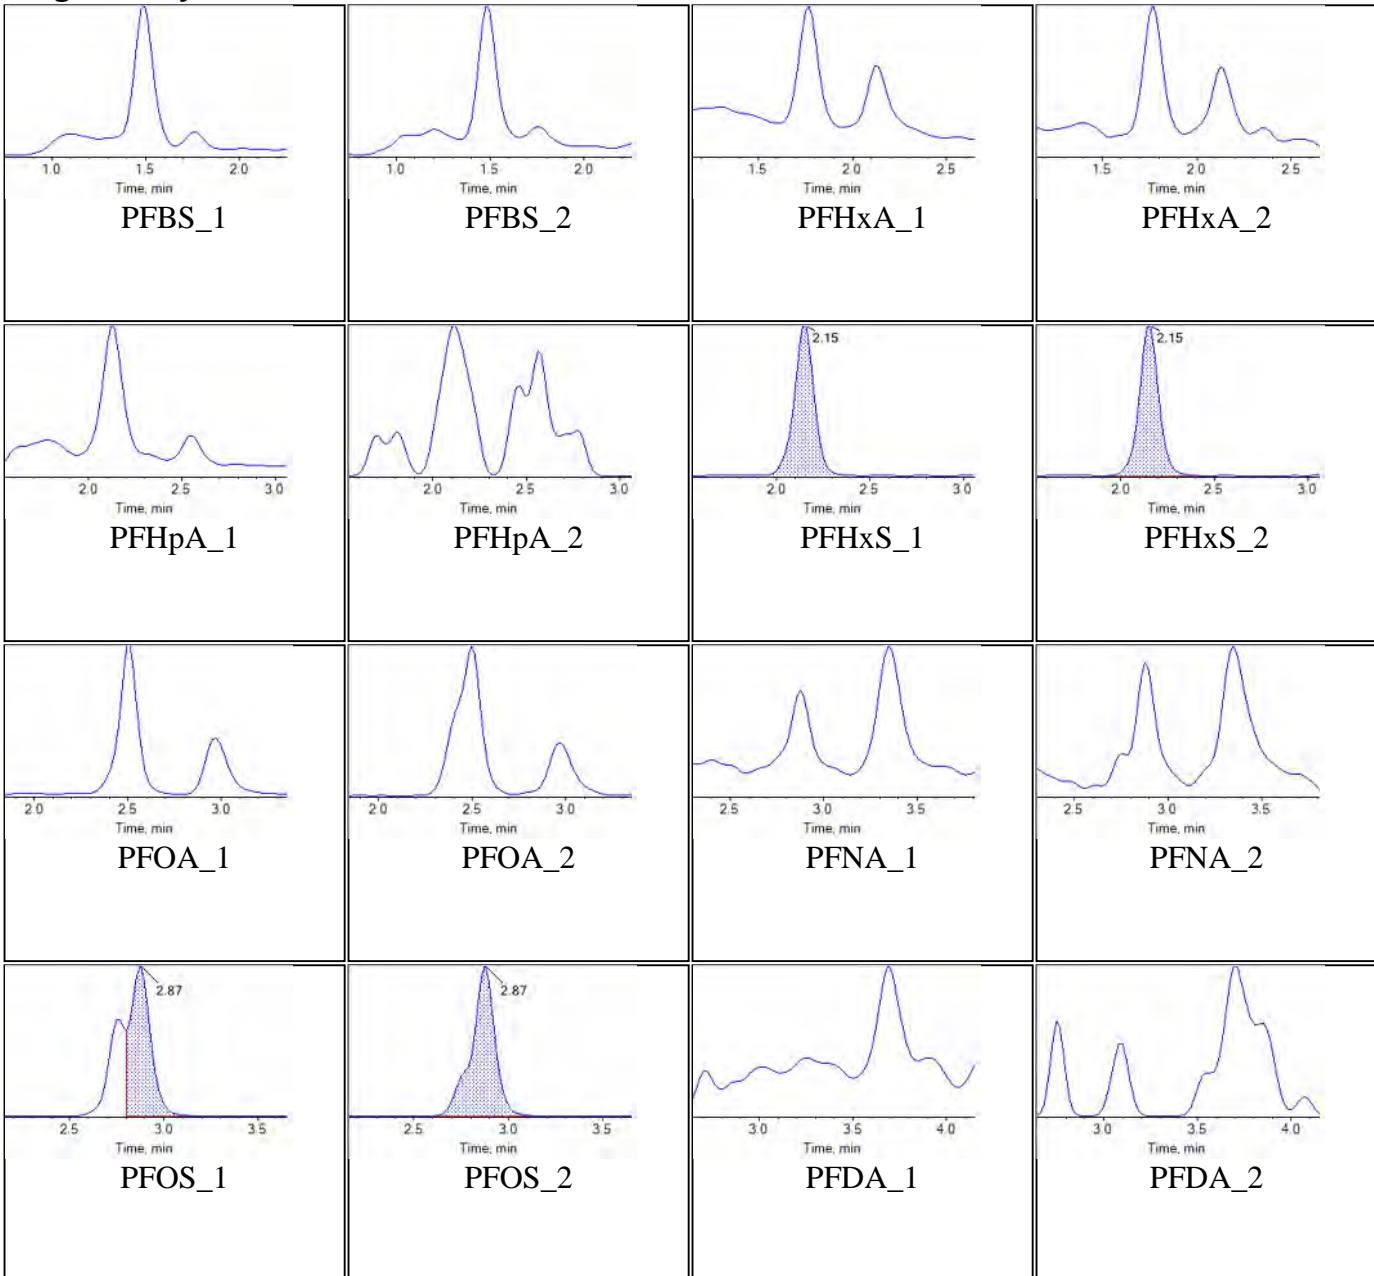 1.0 1.5 2.0 1.0 1.5 2.0 1.5 2.0 2.5 1.5 2.0 2.5
Time, min Time, min Time, min Time, min
PFBS_1 PFBS_2 PFHxA_1 PFHxA_2
2.15 2.15
2.0 2.5 3.0 2.0 2.5 3.0 2.0 2.5 3.0 2.0 2.5 3.0
Time, min Time, min Time, min Time, min
PFHpA_1 PFHpA_2 PFHxS_1 PFHxS_2
2.0 2.5 3.0 2.0 2.5 3.0 2.5 3.0 3.5 2.5 3.0 3.5
Time, min Time, min Time, min Time, min
PFOA_1 PFOA_2 PFNA_1 PFNA_2
2.87 2.87
2.5 3.0 3.5 2.5 3.0 3.5 3.0 3.5 4.0 3.0 3.5 4.0
Time, min Time, min Time, min Time, min
PFOS_1 PFOS_2 PFDA_1 PFDA_2